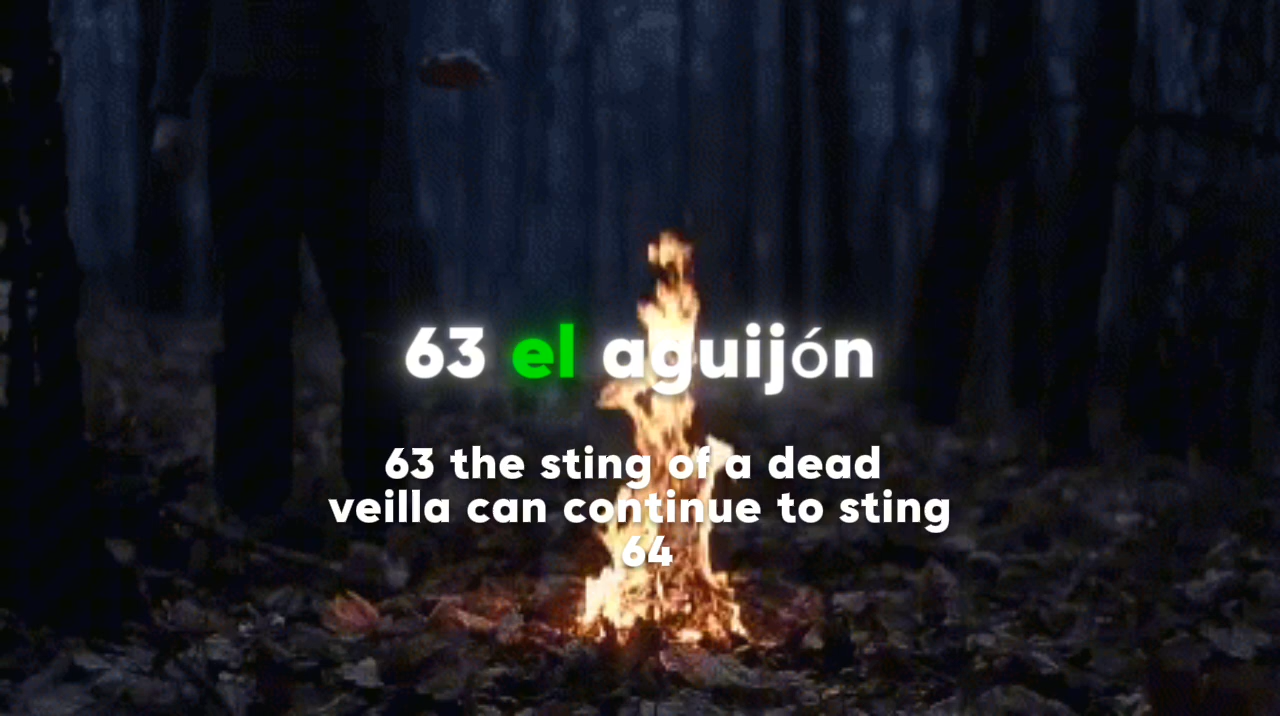 63 el aguijón
63 the sting of a dead
veilla can continue to sting
64